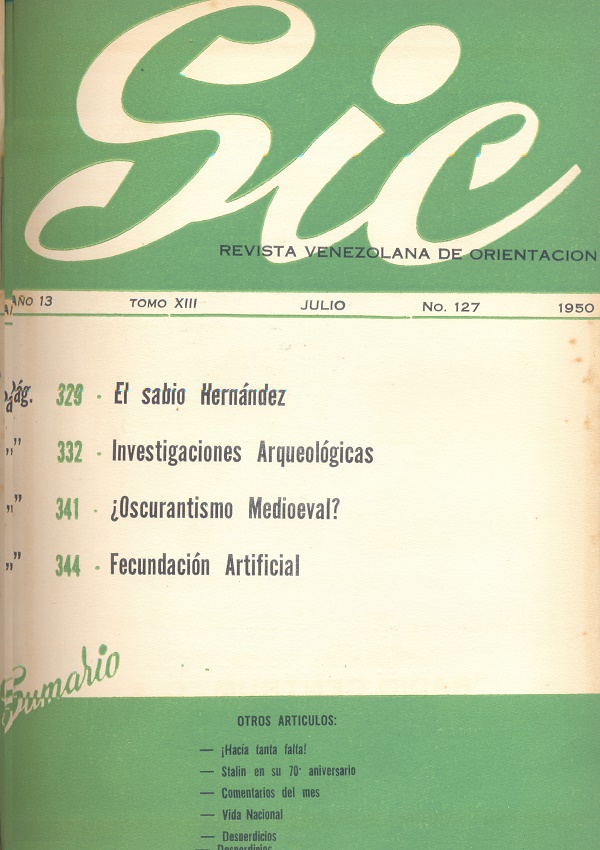 Sic
REVISTA VENEZOLANA DE ORIENTACION
AÑO 13 TOMO XIII JULIO No. 127 1950
Pág. 329 - El sabio Hernández
„” 332 - Investigaciones Arqueológicas
„” 341 - ¿Oscurantismo Medioeval?
„” 344 - Fecundación Artificial
Sumario
OTROS ARTICULOS:
— ¡Hacía tanta falta!
— Stalin en su 70° aniversario
— Comentarios del mes
— Vida Nacional
— Desperdicios
— Desperdicios